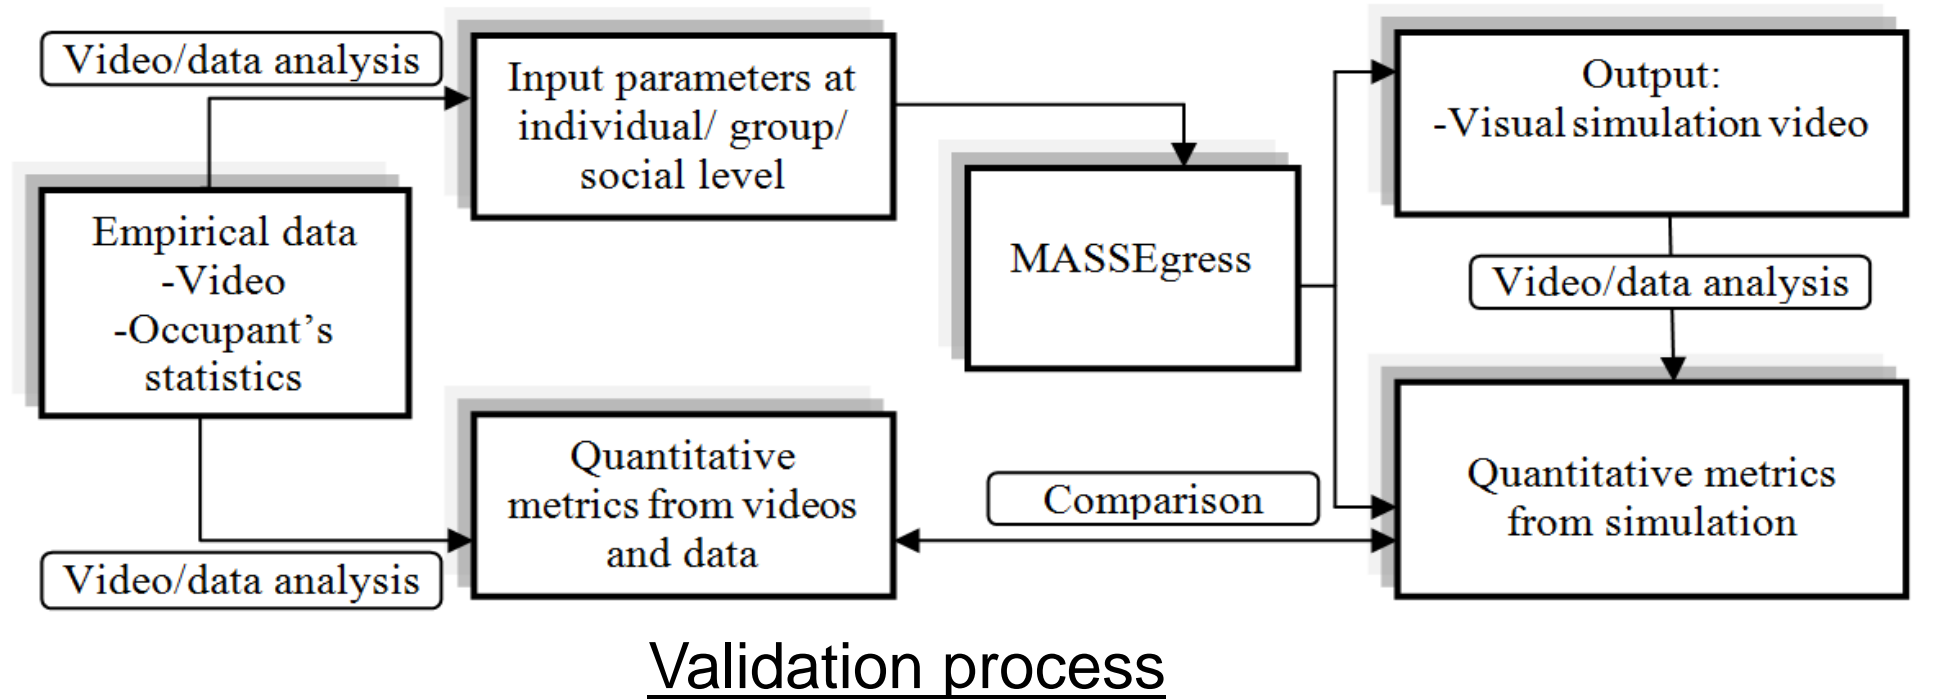 Video/data analysis
Input parameters at
individual/ group/
social level
Output:
-Visual simulation video
Empirical data
-Video
-Occupant’s
statistics
MASSEgress
Video/data analysis
Quantitative
metrics from videos
and data
Comparison
Quantitative metrics
from simulation
Video/data analysis
Validation process